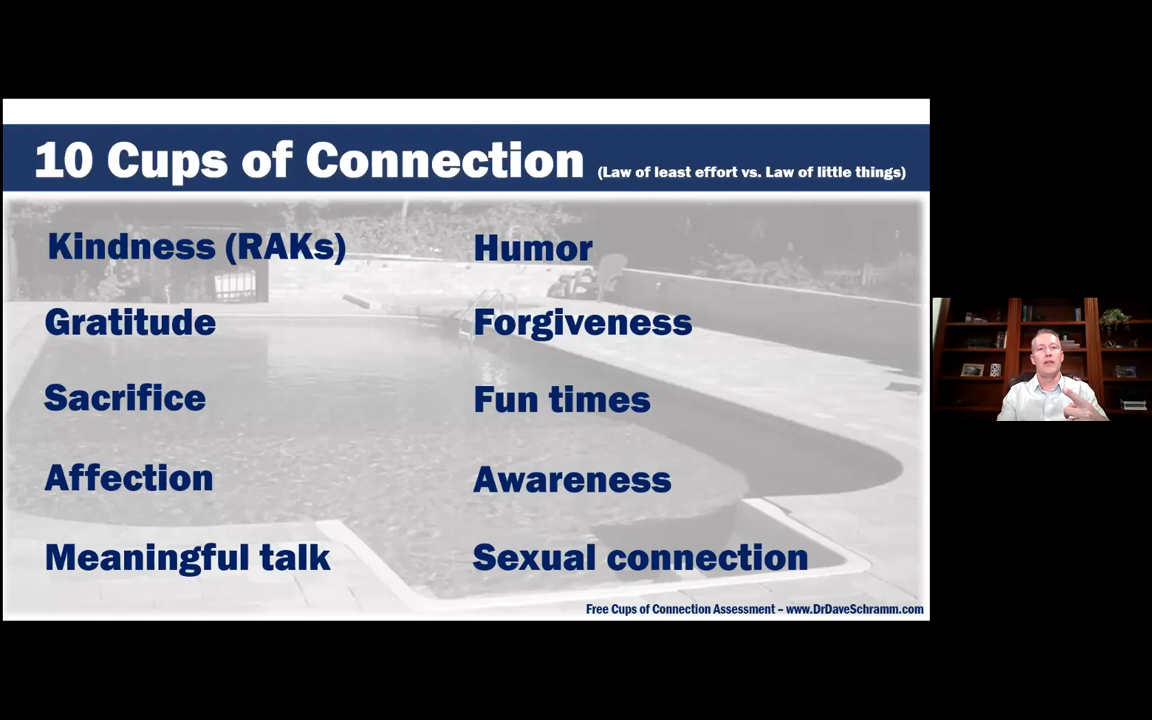 10 Cups of Connection (Law of least effort vs. Law of little things)
Kindness (RAKs)
Gratitude
Sacrifice
Affection
Meaningful talk
Humor
Forgiveness
Fun times
Awareness
Sexual connection
Free Cups of Connection Assessment – www.DrDaveSchramm.com